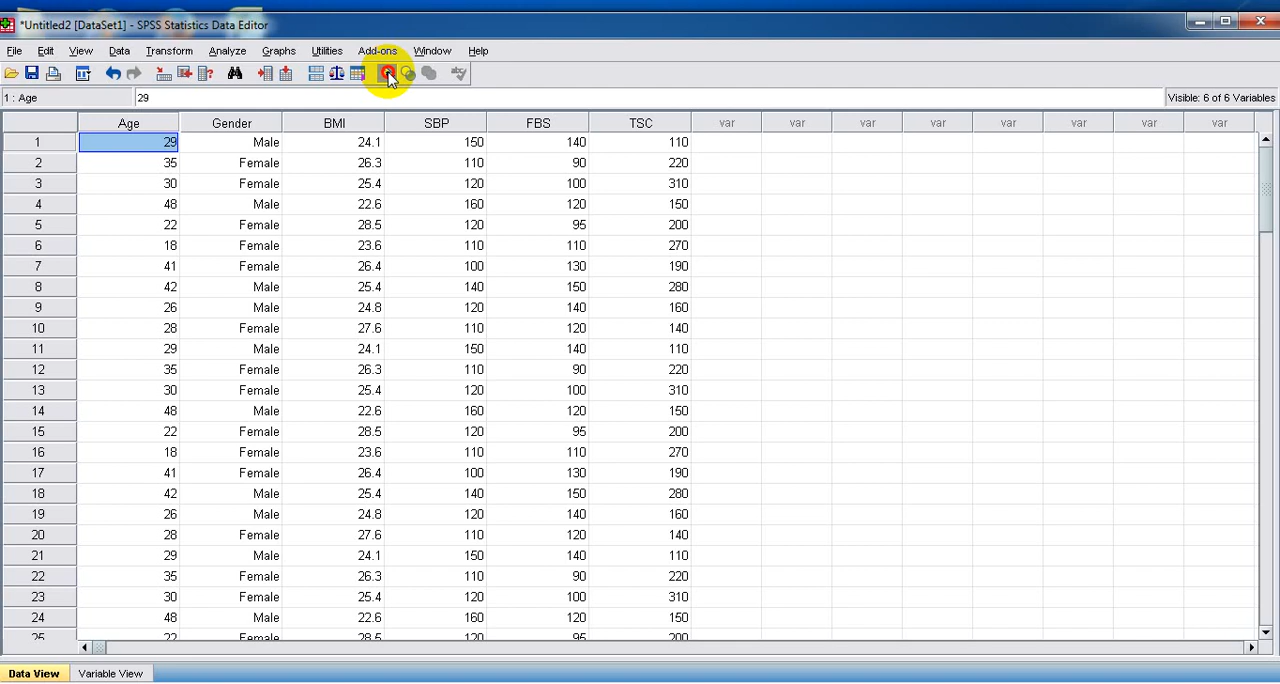 *Untitled2 [DataSet1] - SPSS Statistics Data Editor
File Edit View Data Transform Analyze Graphs Utilities Add-ons Window Help
1 : Age 29 Visible: 6 of 6 Variables
Age Gender BMI SBP FBS TSC var var var var var var var var
1 29 Male 24.1 150 140 110
2 35 Female 26.3 110 90 220
3 30 Female 25.4 120 100 310
4 48 Male 22.6 160 120 150
5 22 Female 28.5 120 95 200
6 18 Female 23.6 110 110 270
7 41 Female 26.4 100 130 190
8 42 Male 25.4 140 150 280
9 26 Male 24.8 120 140 160
10 28 Female 27.6 110 120 140
11 29 Male 24.1 150 140 110
12 35 Female 26.3 110 90 220
13 30 Female 25.4 120 100 310
14 48 Male 22.6 160 120 150
15 22 Female 28.5 120 95 200
16 18 Female 23.6 110 110 270
17 41 Female 26.4 100 130 190
18 42 Male 25.4 140 150 280
19 26 Male 24.8 120 140 160
20 28 Female 27.6 110 120 140
21 29 Male 24.1 150 140 110
22 35 Female 26.3 110 90 220
23 30 Female 25.4 120 100 310
24 48 Male 22.6 160 120 150
25 22 Female 28.5 120 95 200
Data View Variable View